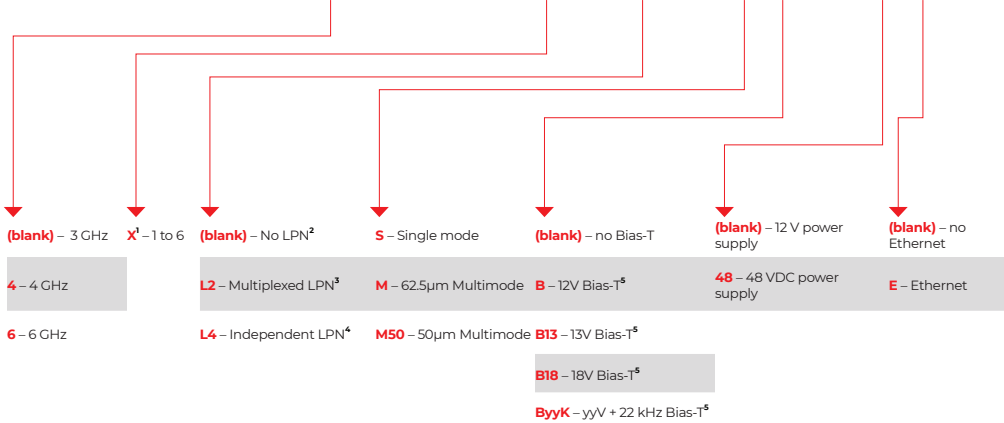 (blank) – 3 GHz
X¹ – 1 to 6
(blank) – No LPN²
S – Single mode
(blank) – no Bias-T
(blank) – 12 V power
supply
(blank) – no
Ethernet
4 – 4 GHz
L2 – Multiplexed LPN³
M – 62.5µm Multimode
B – 12V Bias-T⁵
48 – 48 VDC power
supply
E – Ethernet
6 – 6 GHz
L4 – Independent LPN⁴
M50 – 50µm Multimode
B13 – 13V Bias-T⁵
B18 – 18V Bias-T⁵
ByyK – yyV + 22 kHz Bias-T⁵